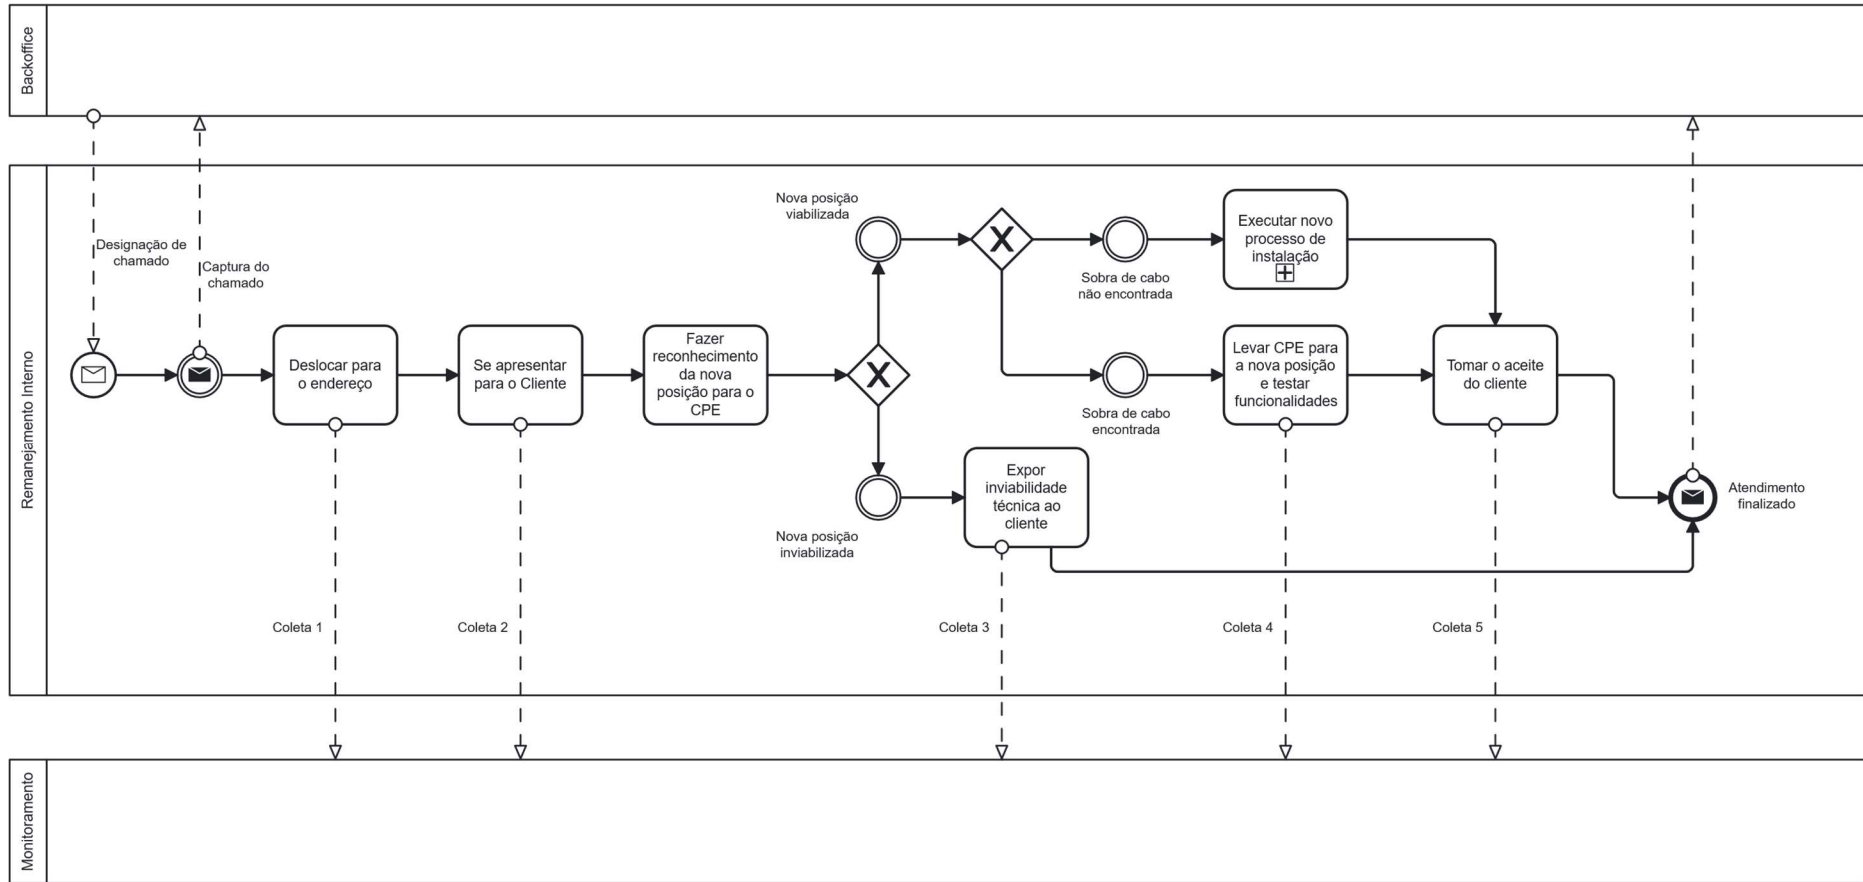 Backoffice
Designação de
chamado
Captura do
chamado
Remanejamento Interno
Deslocar para
o endereço
Se apresentar
para o Cliente
Fazer
reconhecimento
da nova
posição para o
CPE
Nova posição
viabilizada
Nova posição
inviabilizada
Sobra de cabo
não encontrada
Executar novo
processo de
instalação
Sobra de cabo
encontrada
Levar CPE para
a nova posição
e testar
funcionalidades
Tomar o aceite
do cliente
Expor
inviabilidade
técnica ao
cliente
Atendimento
finalizado
Coleta 1
Coleta 2
Coleta 3
Coleta 4
Coleta 5
Monitoramento